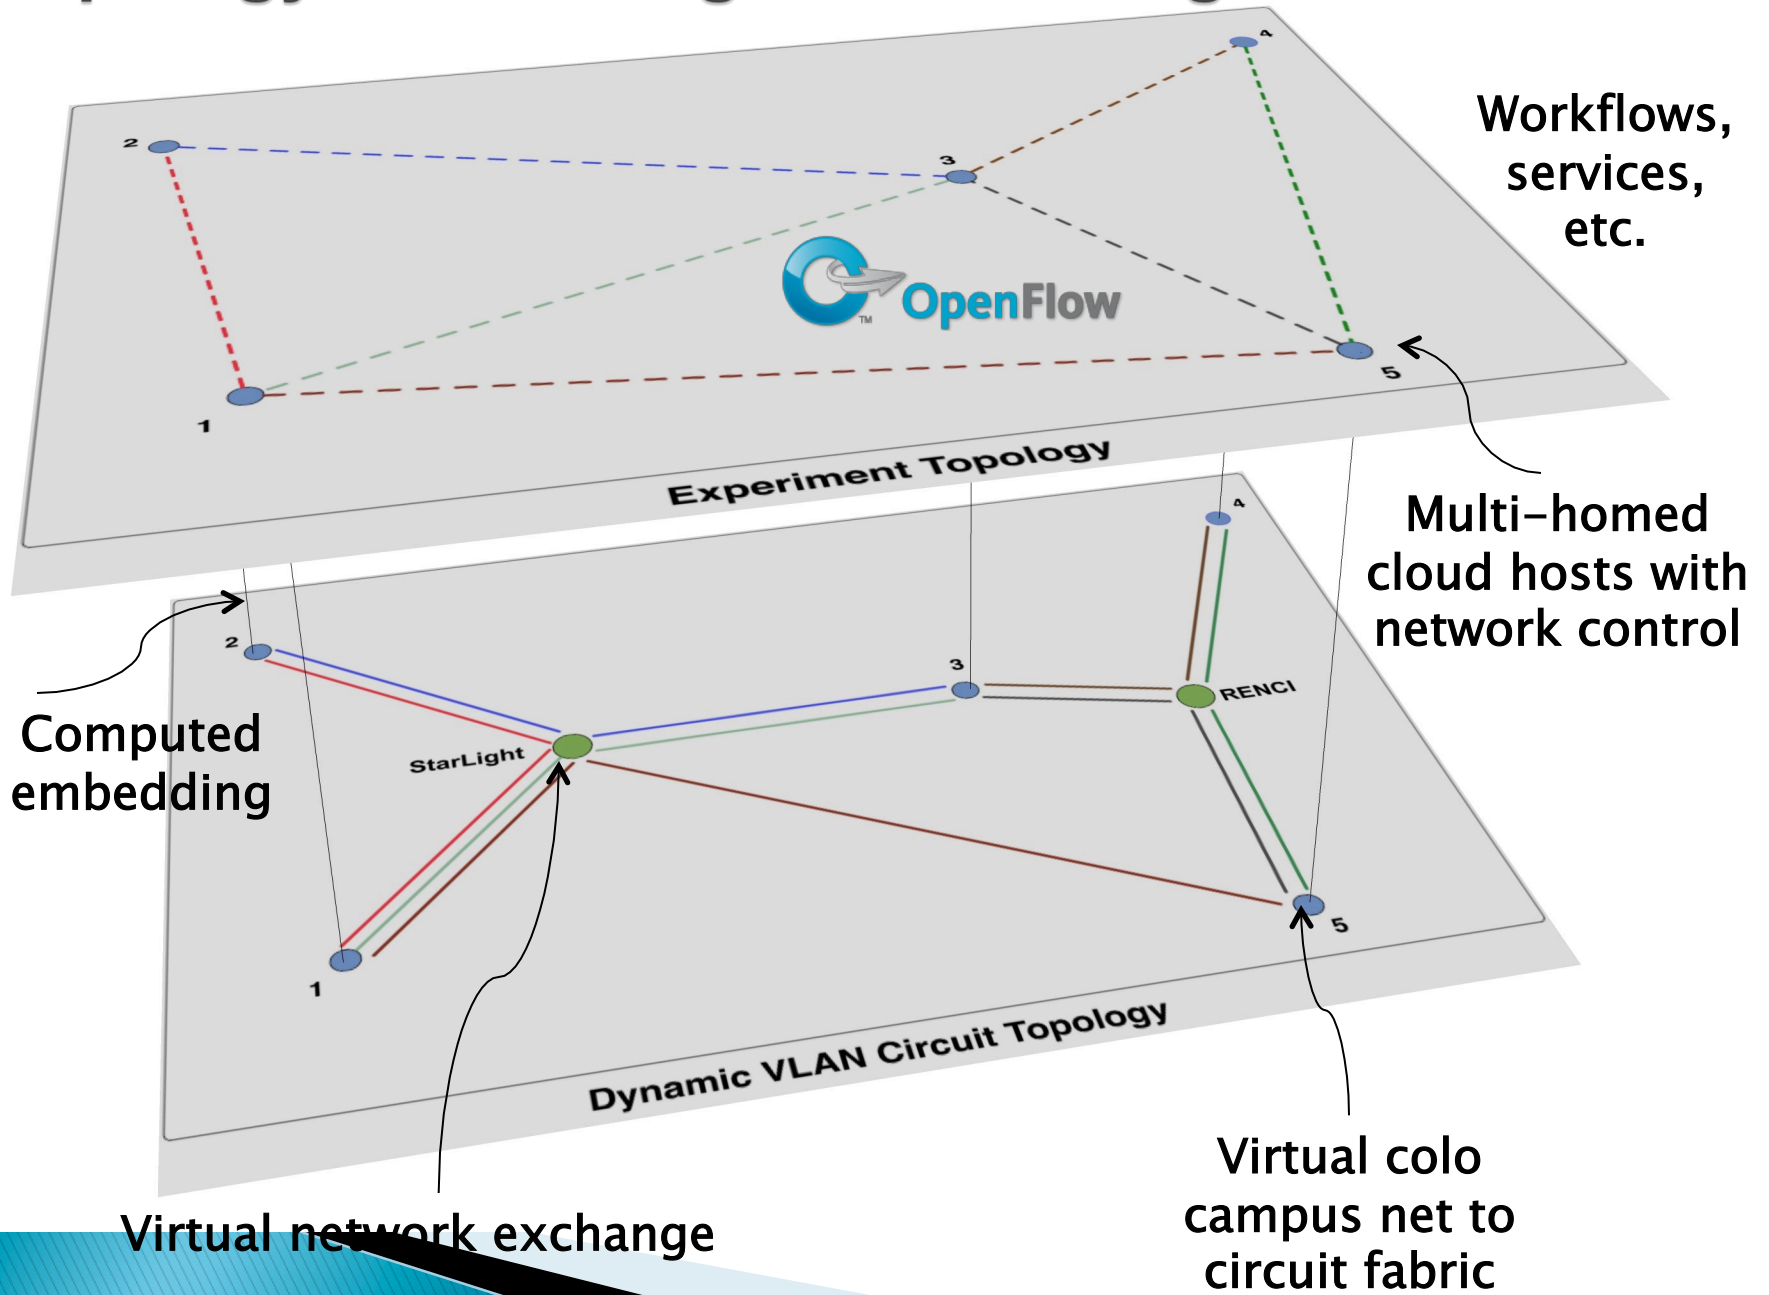 4
Workflows,
services,
etc.
2
3
OpenFlow
TM
5
1
Experiment Topology
4
Multi-homed
cloud hosts with
network control
2
3
RENCI
Computed
embedding
StarLight
5
1
Dynamic VLAN Circuit Topology
Virtual colo
campus net to
circuit fabric
Virtual network exchange